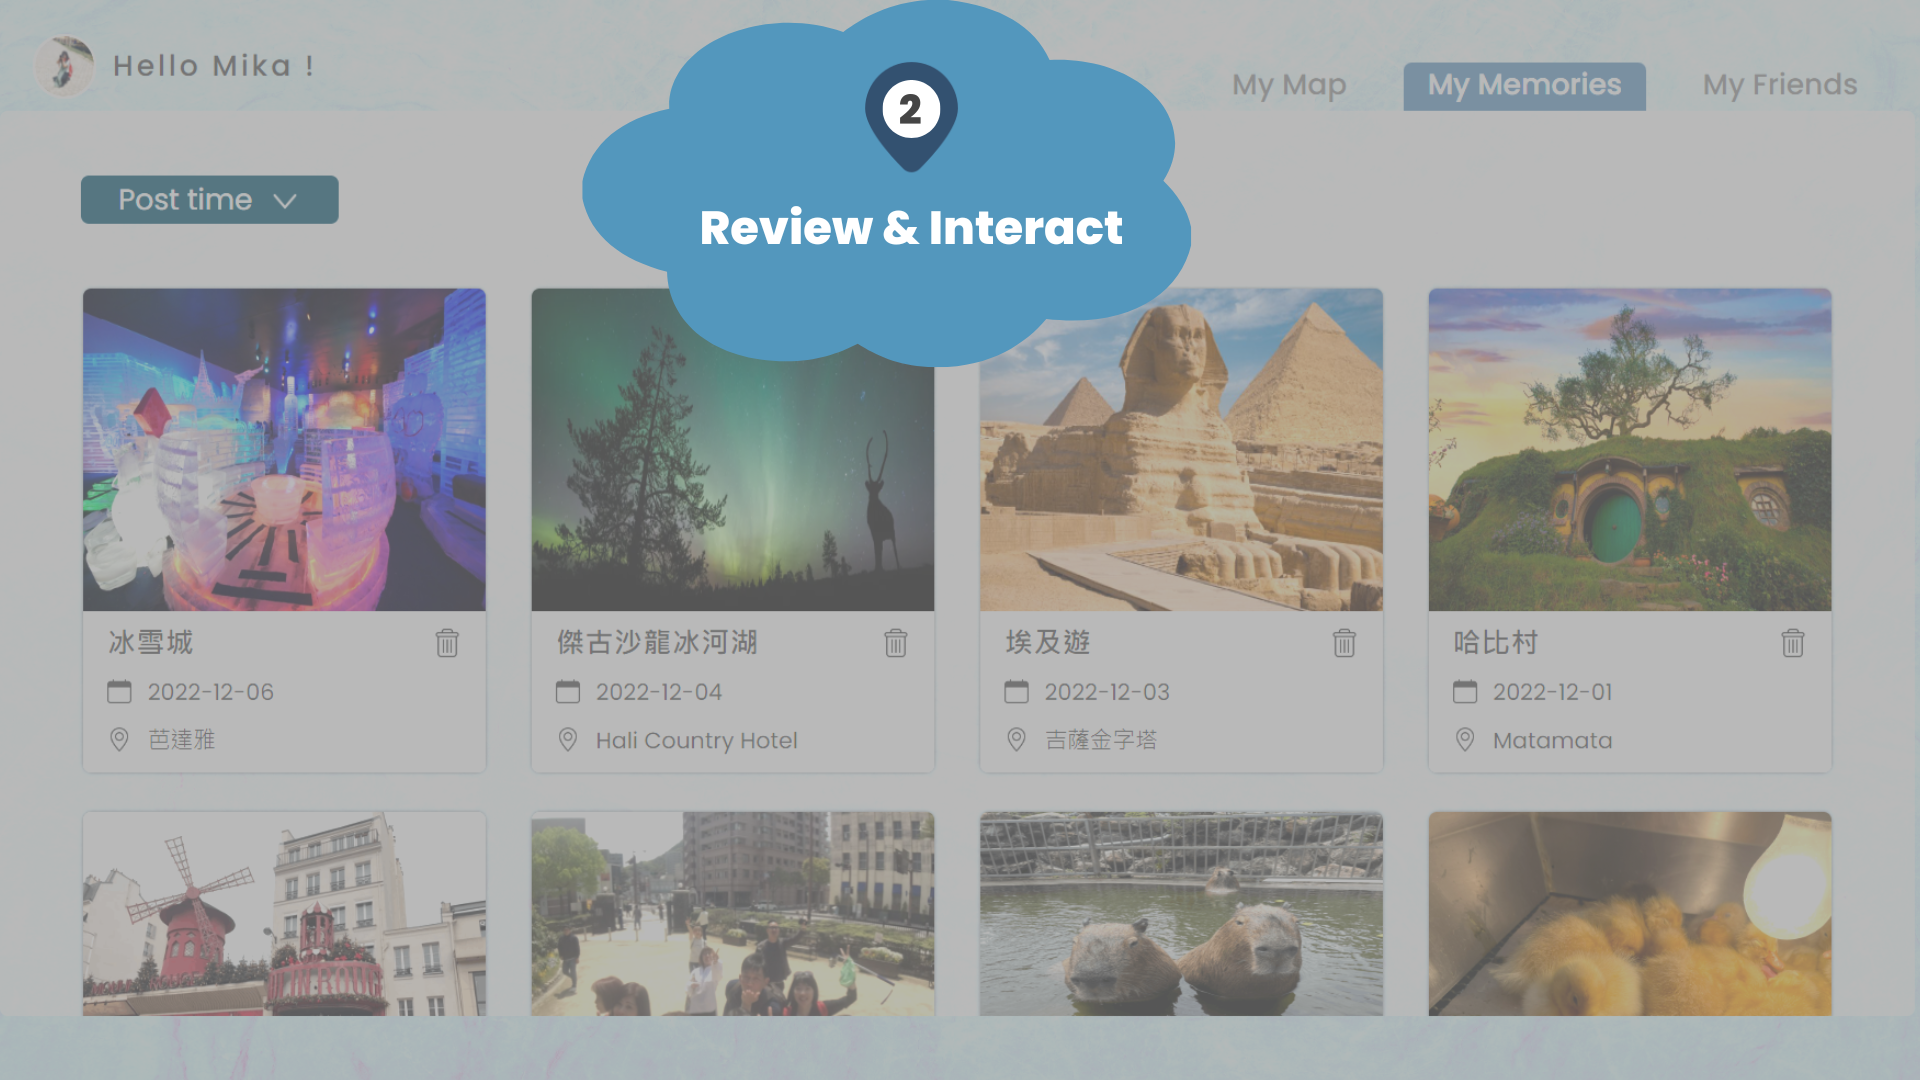 Hello Mika !
My Map
My Memories
My Friends
2
Review & Interact
Post time
冰雪城
2022-12-06
芭達雅
傑古沙龍冰河湖
2022-12-04
Hali Country Hotel
埃及遊
2022-12-03
吉薩金字塔
哈比村
2022-12-01
Matamata